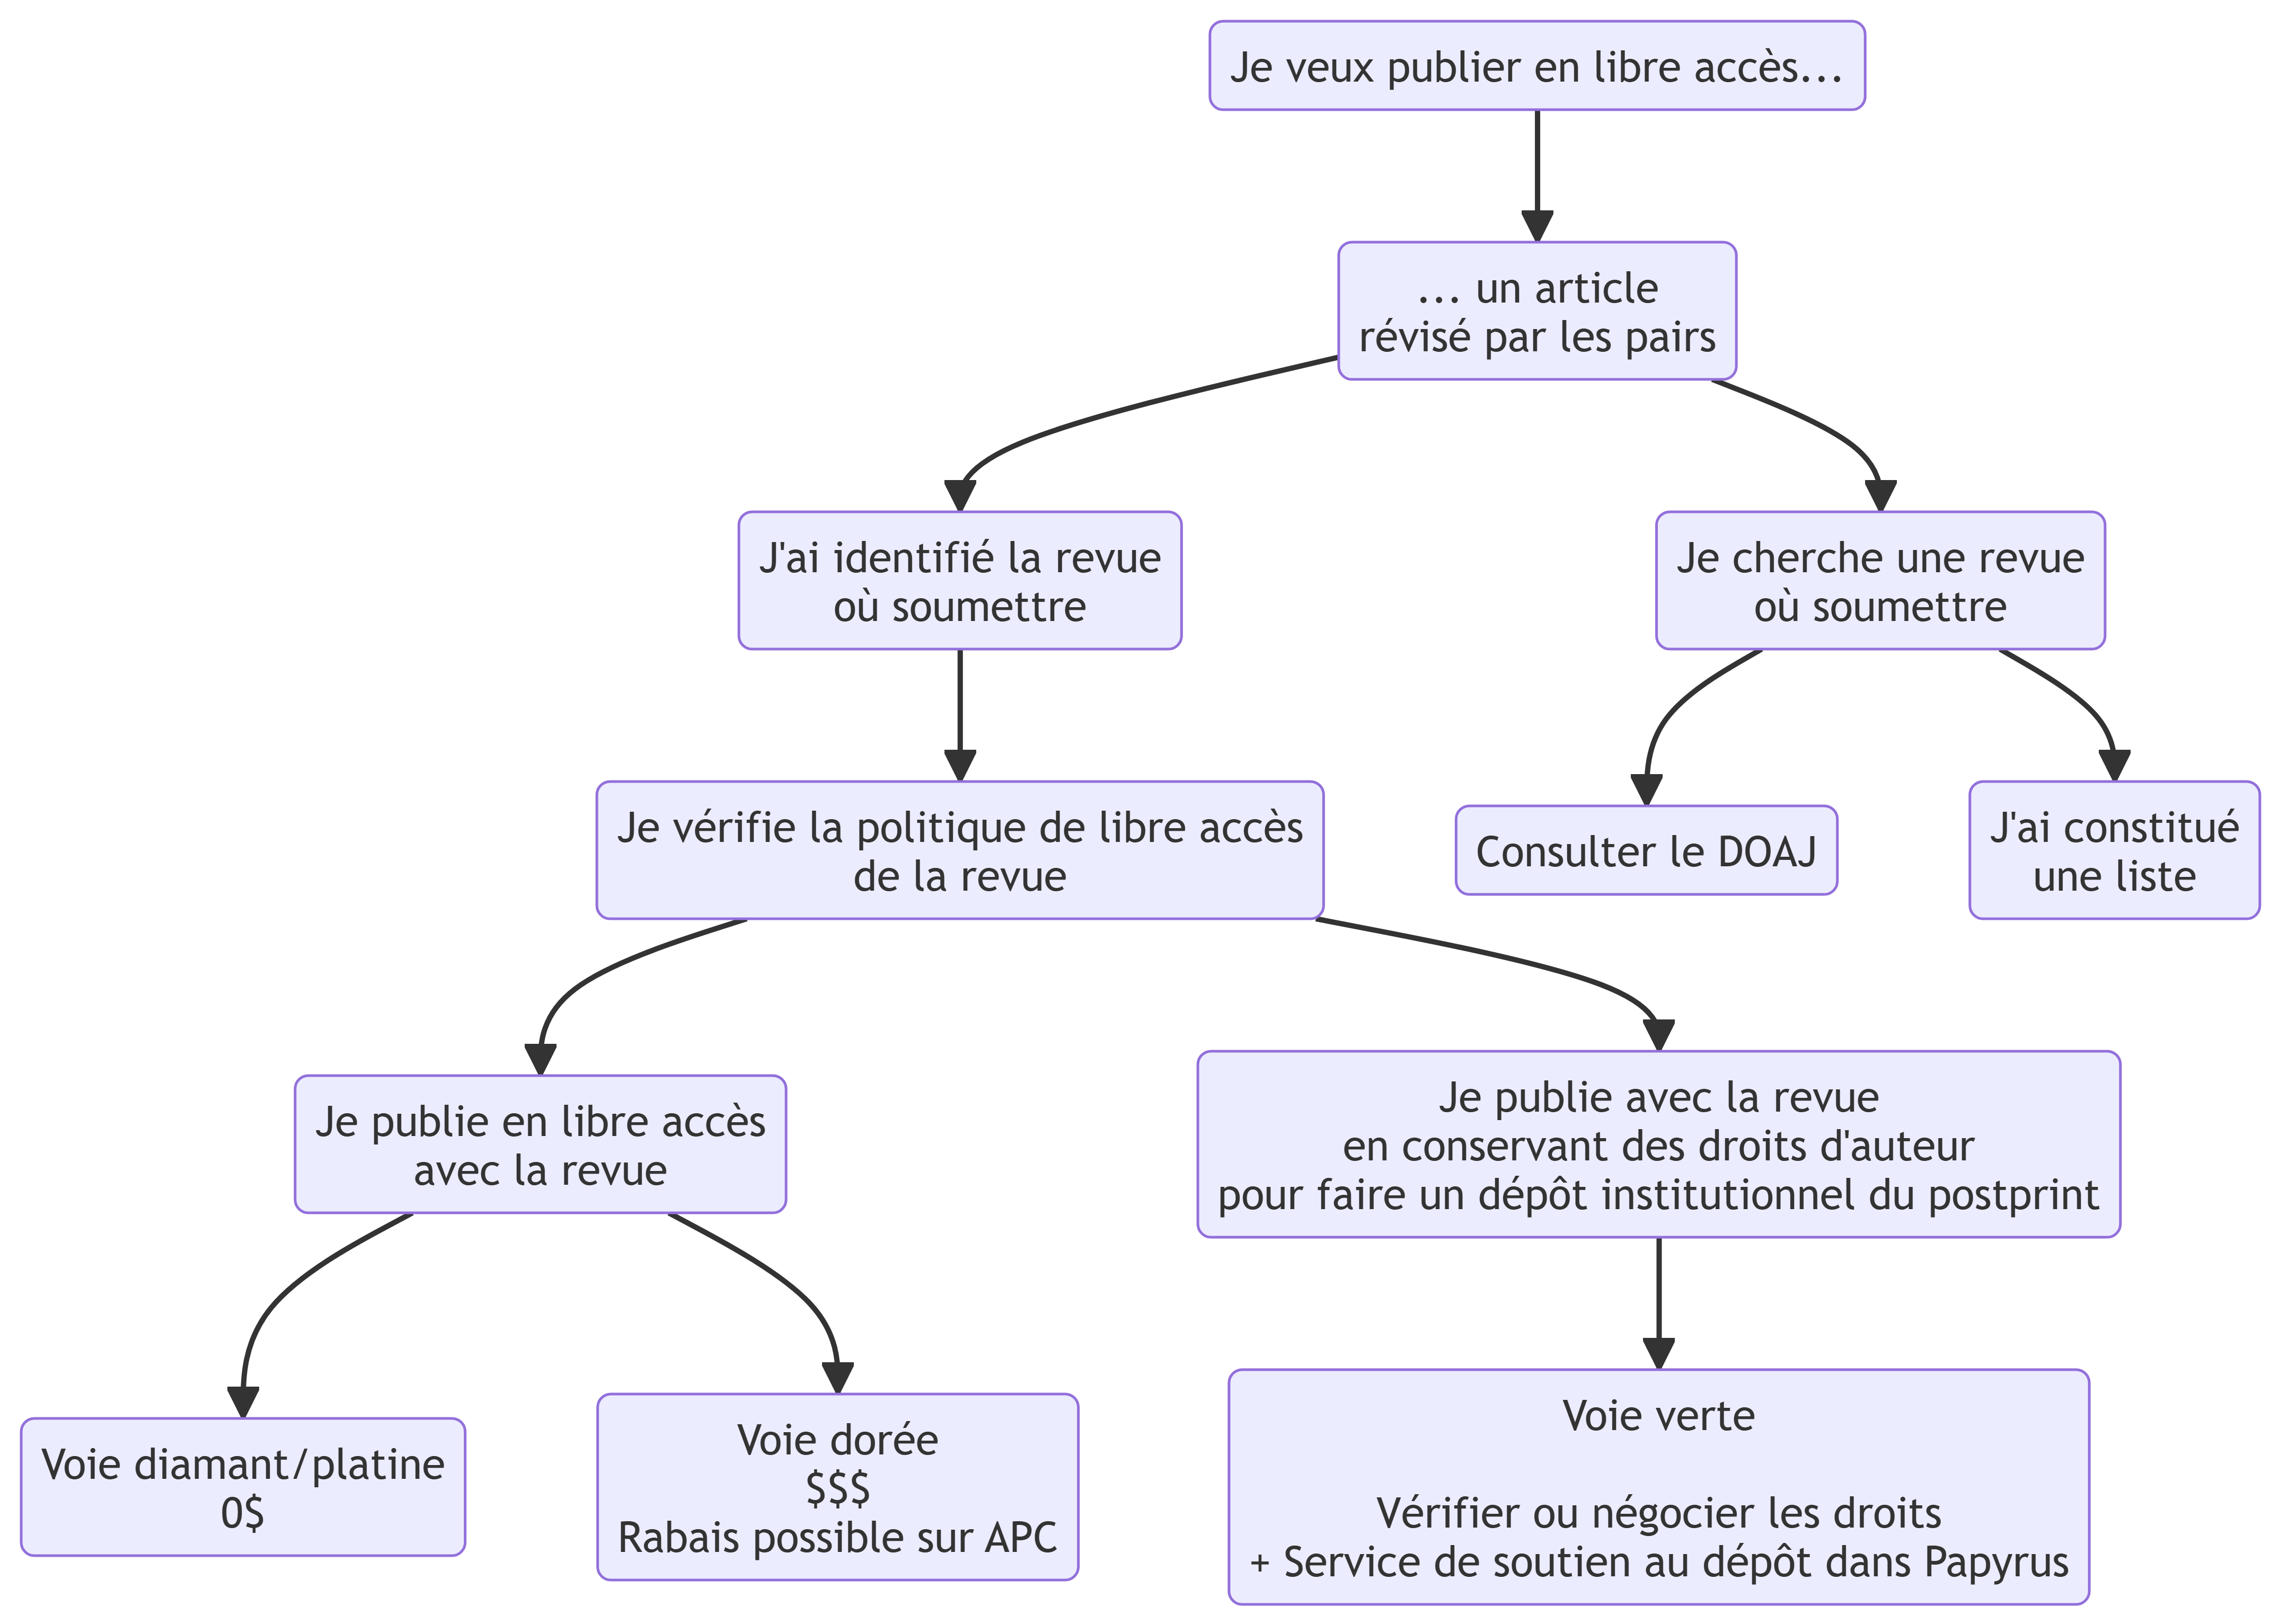 Je veux publier en libre accès...
... un article
révisé par les pairs
J'ai identifié la revue
où soumettre
Je cherche une revue
où soumettre
Je vérifie la politique de libre accès
de la revue
Consulter le DOAJ
J'ai constitué
une liste
Je publie en libre accès
avec la revue
Je publie avec la revue
en conservant des droits d'auteur
pour faire un dépôt institutionnel du postprint
Voie diamant/platine
0$
Voie dorée
$$$
Rabais possible sur APC
Voie verte
Vérifier ou négocier les droits
+ Service de soutien au dépôt dans Papyrus